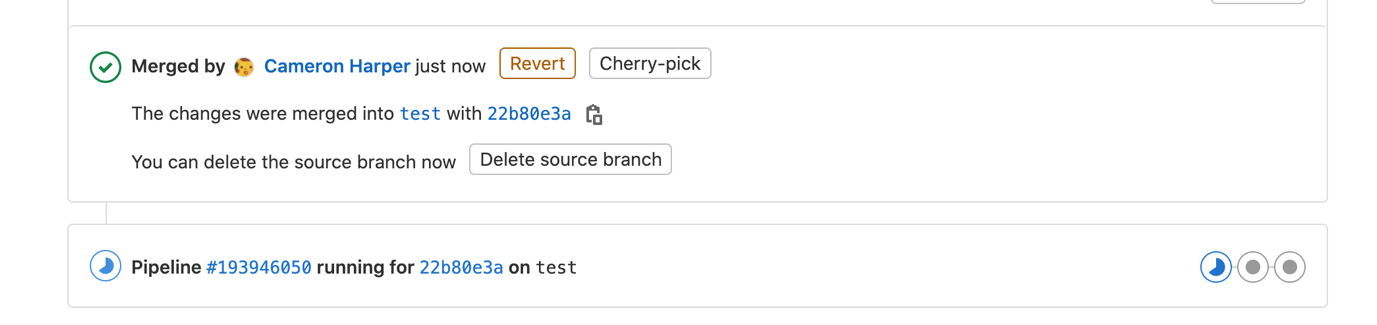 Merged by Cameron Harper just now Revert Cherry-pick
The changes were merged into test with 22b80e3a
You can delete the source branch now Delete source branch
Pipeline #193946050 running for 22b80e3a on test